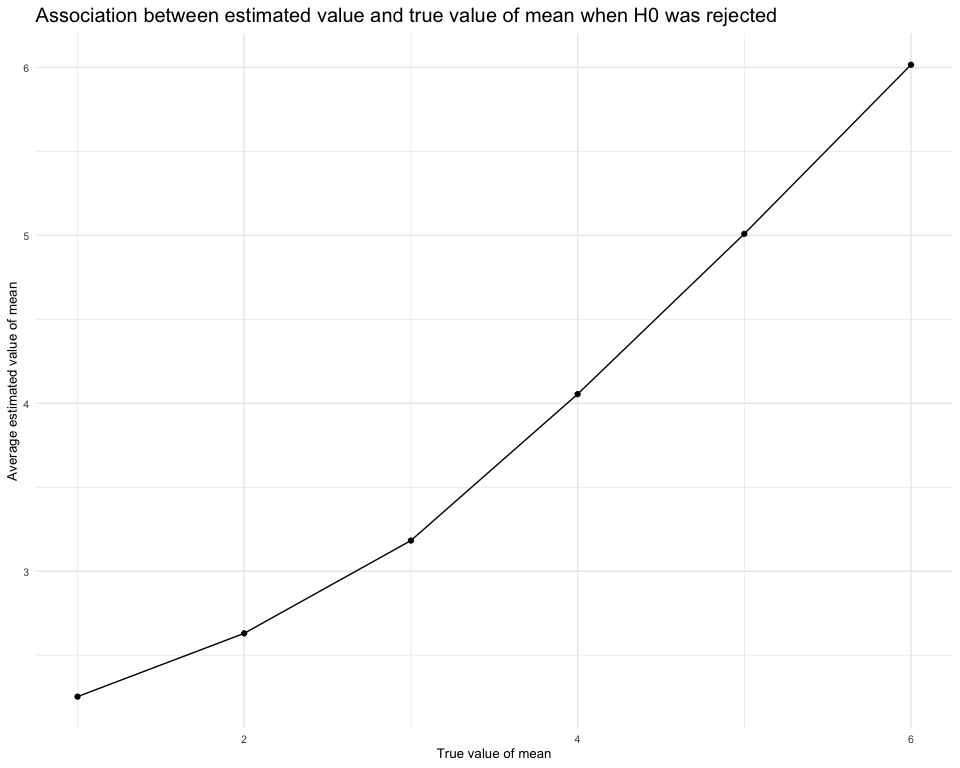 Association between estimated value and true value of mean when H0 was rejected
6
5
4
3
Average estimated value of mean
2
4
6
True value of mean